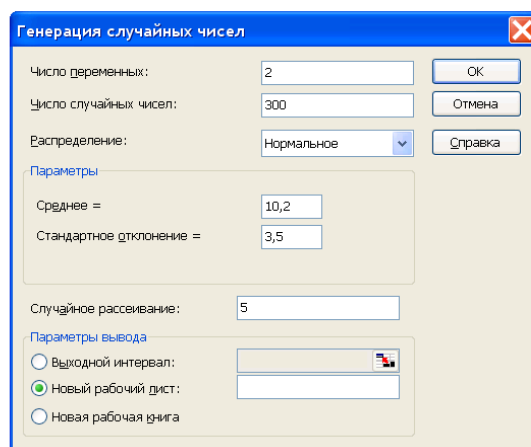 Генерация случайных чисел
Число переменных: 2 OK
Число случайных чисел: 300 Отмена
Распределение: Нормальное Справка
Параметры
Среднее = 10,2
Стандартное отклонение = 3,5
Случайное рассеивание: 5
Параметры вывода
Выходной интервал:
Новый рабочий лист:
Новая рабочая книга